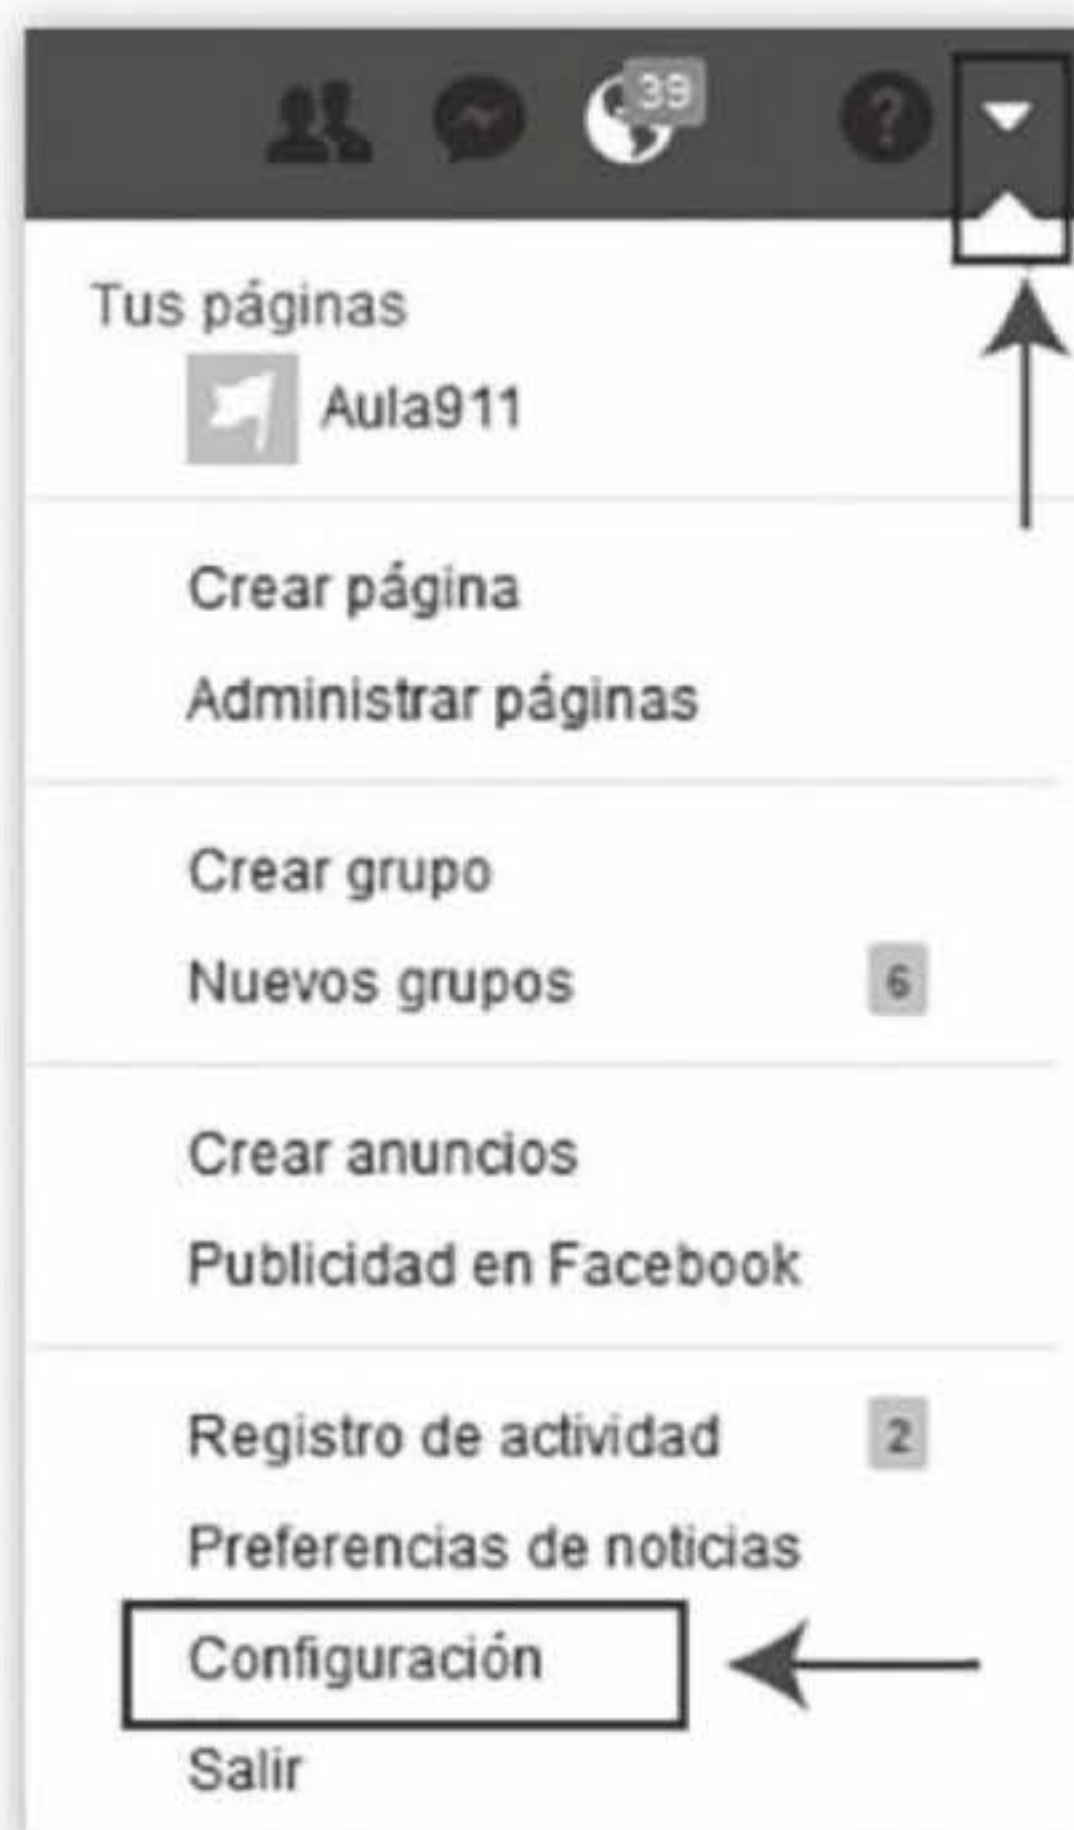 39
?
Tus páginas
Aula911
Crear página
Administrar páginas
Crear grupo
Nuevos grupos 6
Crear anuncios
Publicidad en Facebook
Registro de actividad 2
Preferencias de noticias
Configuración
Salir